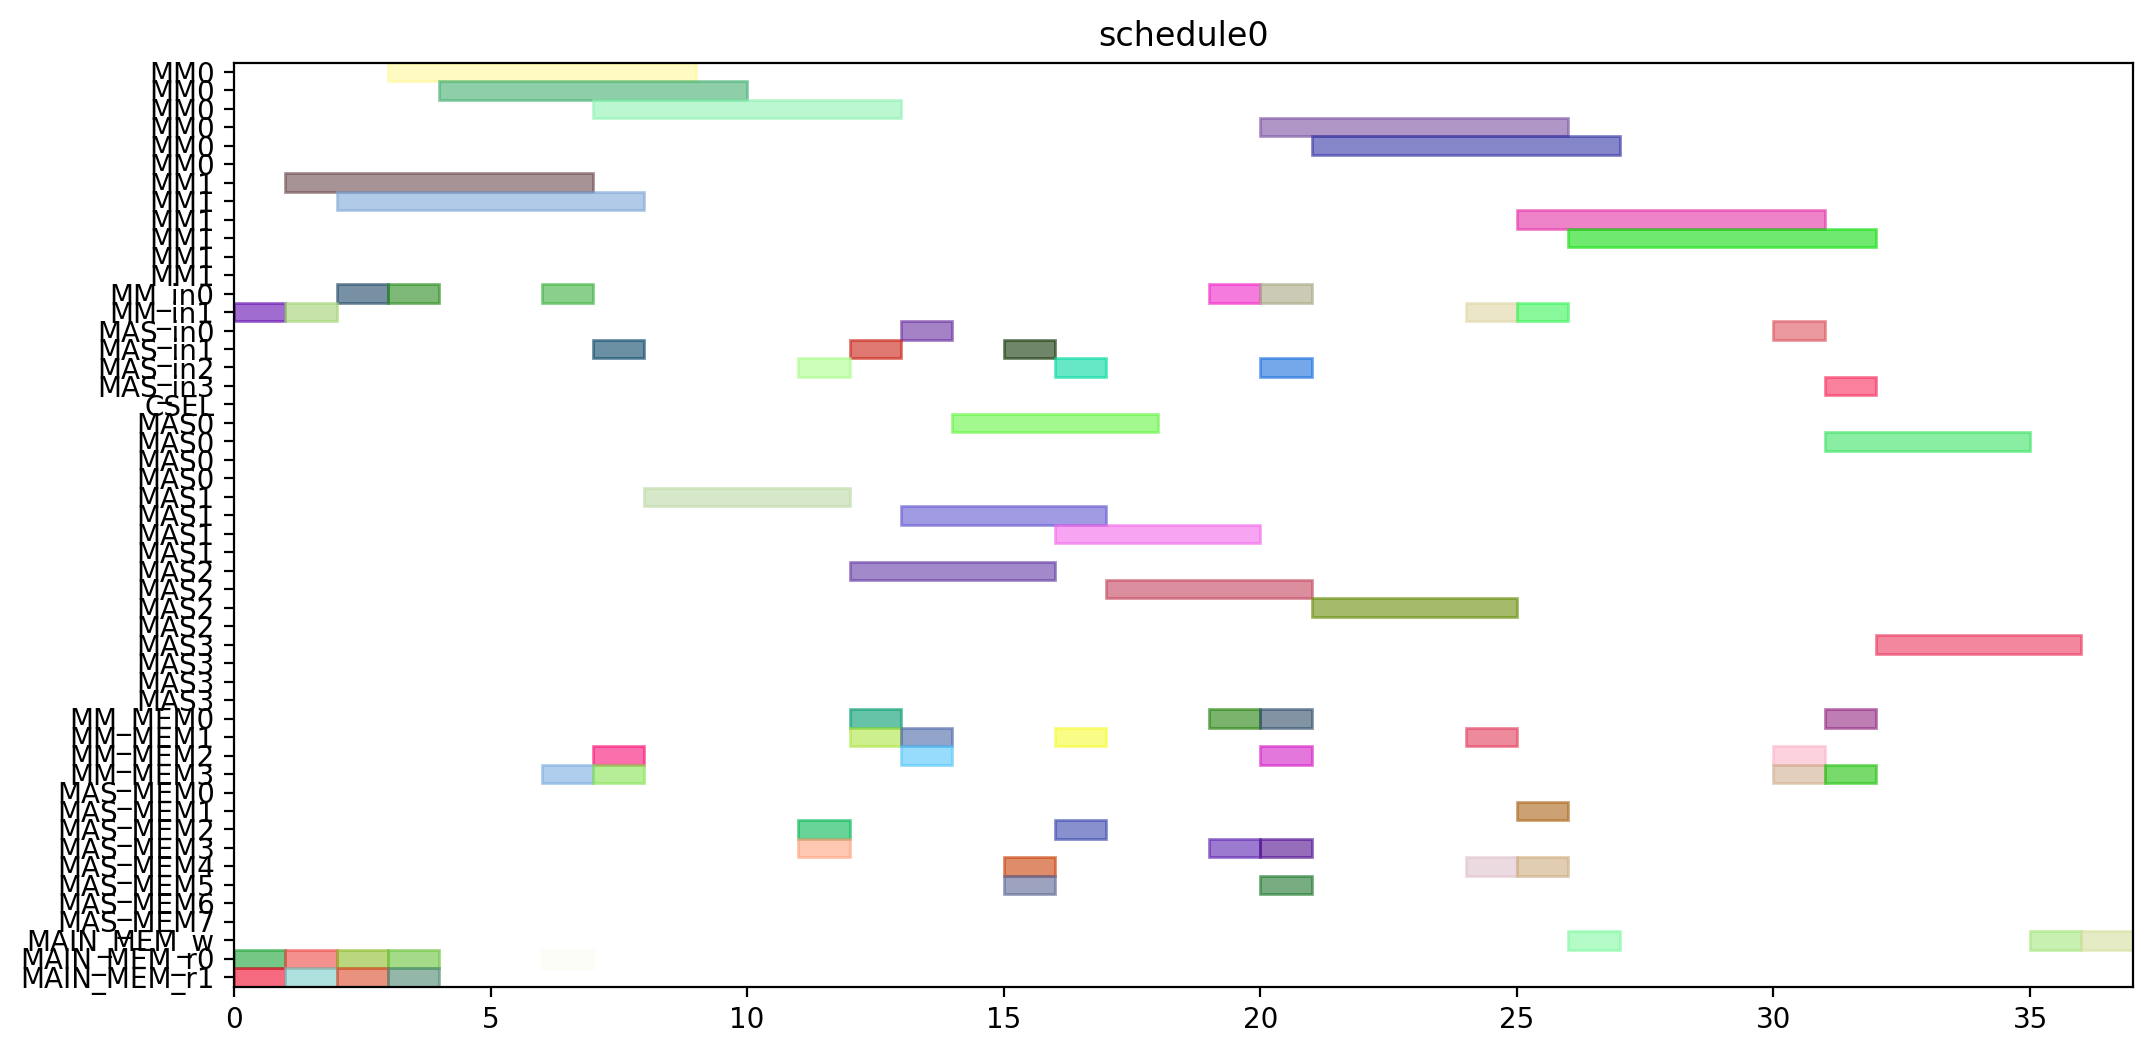 schedule0
MM0
MM0
MM0
MM0
MM0
MM0
MM1
MM1
MM1
MM1
MM1
MM1
MM_in0
MM_in1
MAS_in0
MAS_in1
MAS_in2
MAS_in3
CSEL
MAS0
MAS0
MAS0
MAS0
MAS1
MAS1
MAS1
MAS1
MAS2
MAS2
MAS2
MAS2
MAS3
MAS3
MAS3
MAS3
MM_MEM0
MM_MEM1
MM_MEM2
MM_MEM3
MAS_MEM0
MAS_MEM1
MAS_MEM2
MAS_MEM3
MAS_MEM4
MAS_MEM5
MAS_MEM6
MAS_MEM7
MAIN_MEM_w
MAIN_MEM_r0
MAIN_MEM_r1
0 5 10 15 20 25 30 35